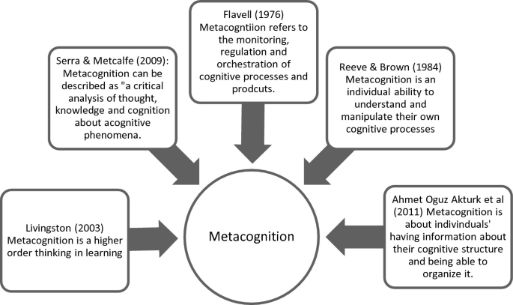 Flavell (1976)
Metacogntiion refers to
the monitoring,
regulation and
orchestration of
cognitive processes and
prodcuts.
Serra & Metcalfe (2009):
Metacognition can be
described as "a critical
analysis of thought,
knowledge and cognition
about acognitive
phenomena.
Reeve & Brown (1984)
Metacognition is an
individual ability to
understand and
manipulate their own
cognitive processes
Livingston (2003)
Metacognition is a higher
order thinking in learning
Metacognition
Ahmet Oguz Akturk et al
(2011) Metacognition is
about indivinduals'
having information about
their cognitive structure
and being able to
organize it.